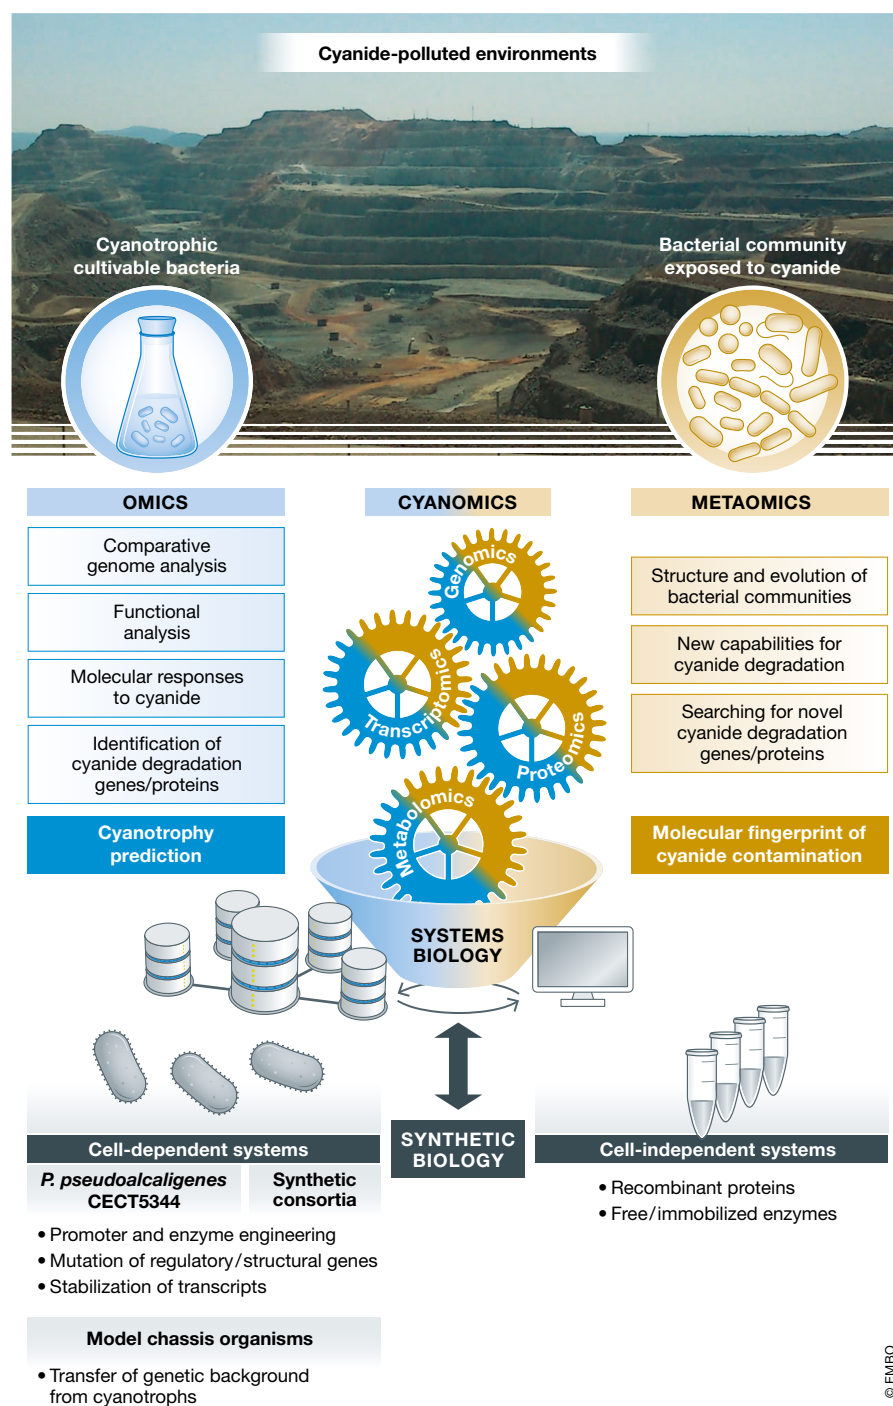 Cyanide-polluted environments
Cyanotrophic
cultivable bacteria
Bacterial community
exposed to cyanide
OMICS
Comparative
genome analysis
Functional
analysis
Molecular responses
to cyanide
Identification of
cyanide degradation
genes/proteins
Cyanotrophy
prediction
CYANOMICS
Genomics
Transcriptomics
Proteomics
Metabolomics
SYSTEMS
BIOLOGY
METAOMICS
Structure and evolution of
bacterial communities
New capabilities for
cyanide degradation
Searching for novel
cyanide degradation
genes/proteins
Molecular fingerprint of
cyanide contamination
SYNTHETIC
BIOLOGY
Cell-dependent systems
P. pseudoalcaligenes
CECT5344
Synthetic
consortia
• Promoter and enzyme engineering
• Mutation of regulatory/structural genes
• Stabilization of transcripts
Model chassis organisms
• Transfer of genetic background
from cyanotrophs
Cell-independent systems
• Recombinant proteins
• Free/immobilized enzymes
© EMBO